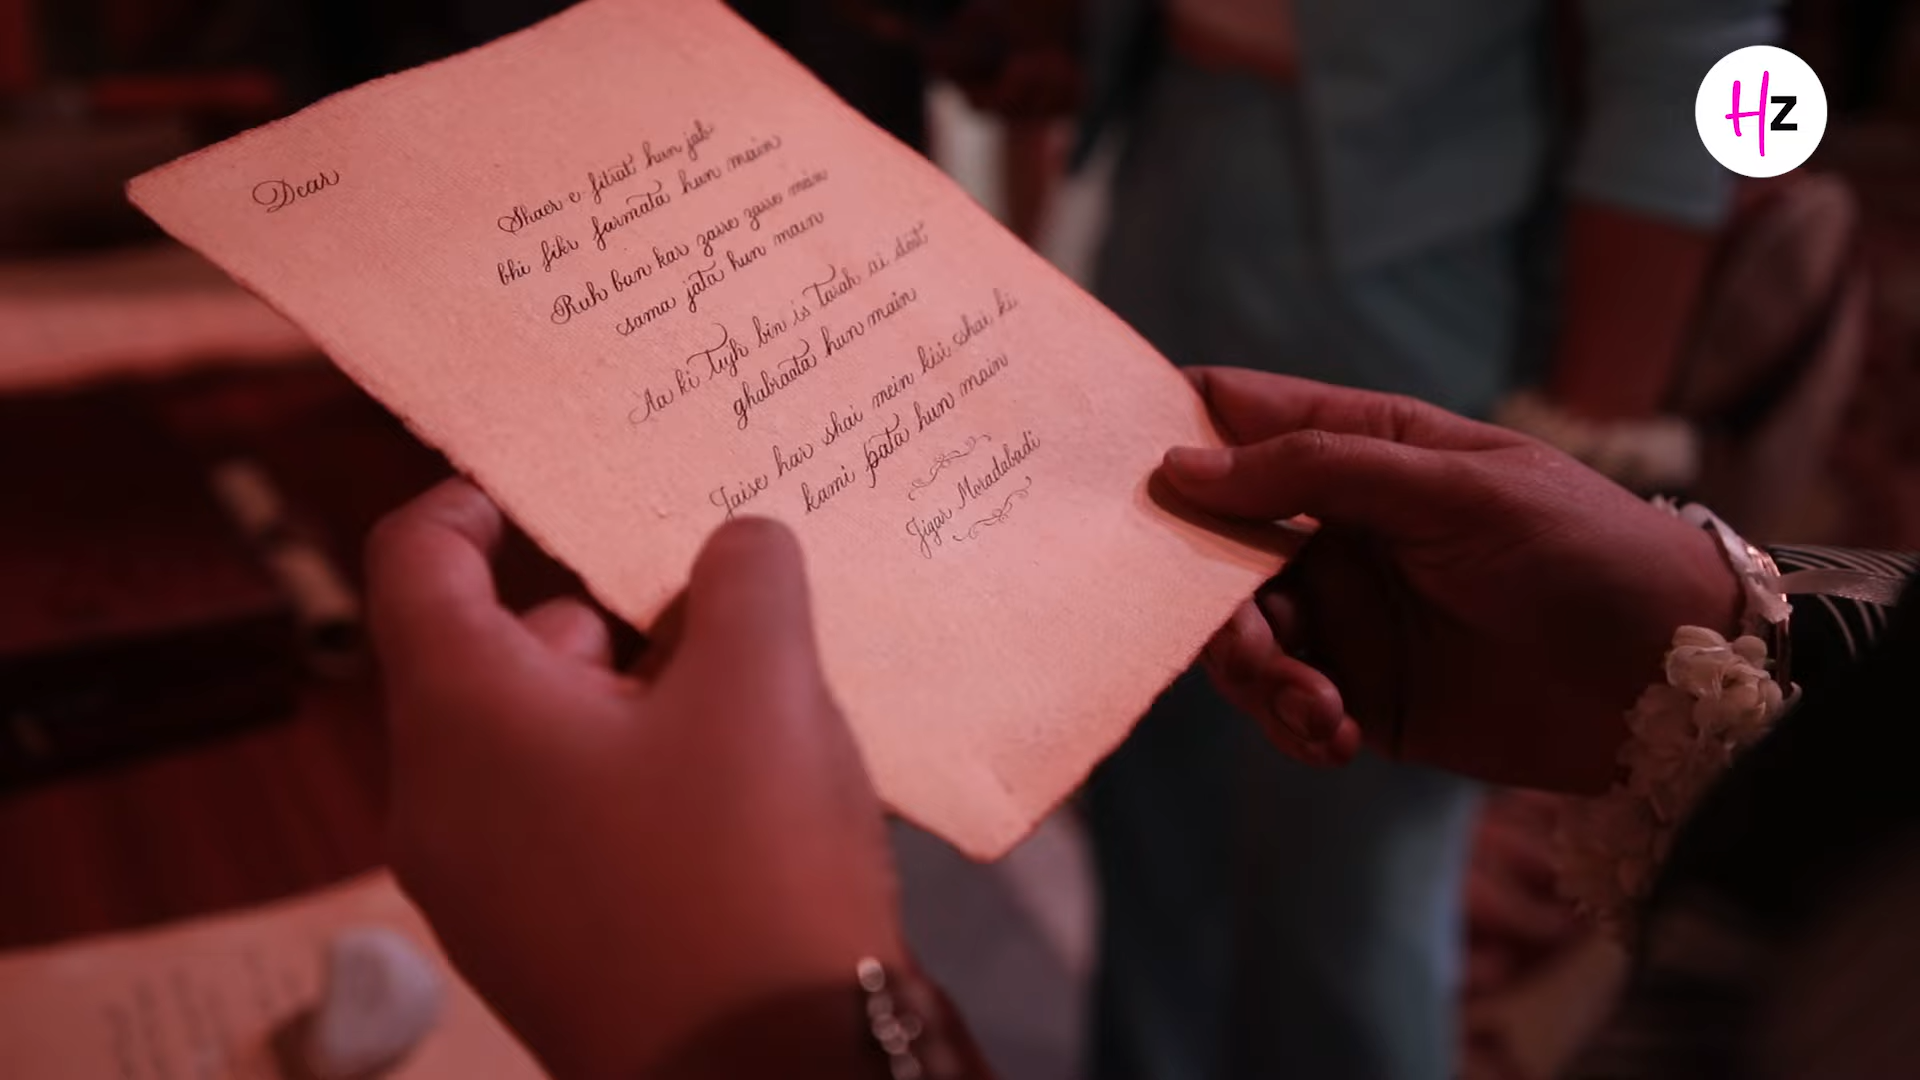 Dear
Shaer e fitrat hun jab
bhi fikr farmata hun main
Ruh ban kar zarre zarre main
sama jata hun main
Aa ki tujh bin is tarah ai dost
ghabraata hun main
Jaise har shai mein kisi shai ki
kami pata hun main
Jigar Moradabadi
HZ